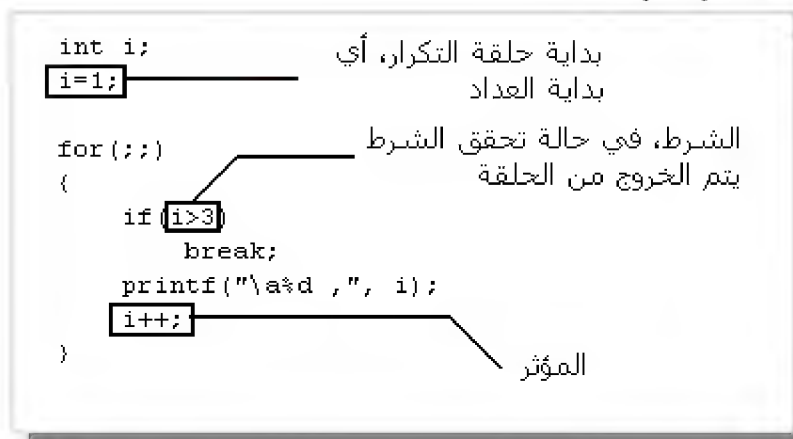 int i;
بداية حلقة التكرار، أي
i=1;
بداية العداد
for(;;)
الشرط، في حالة تحقق الشرط
{
يتم الخروج من الحلقة
if(i>3)
break;
printf("\a%d ,", i);
i++;
}
المؤثر